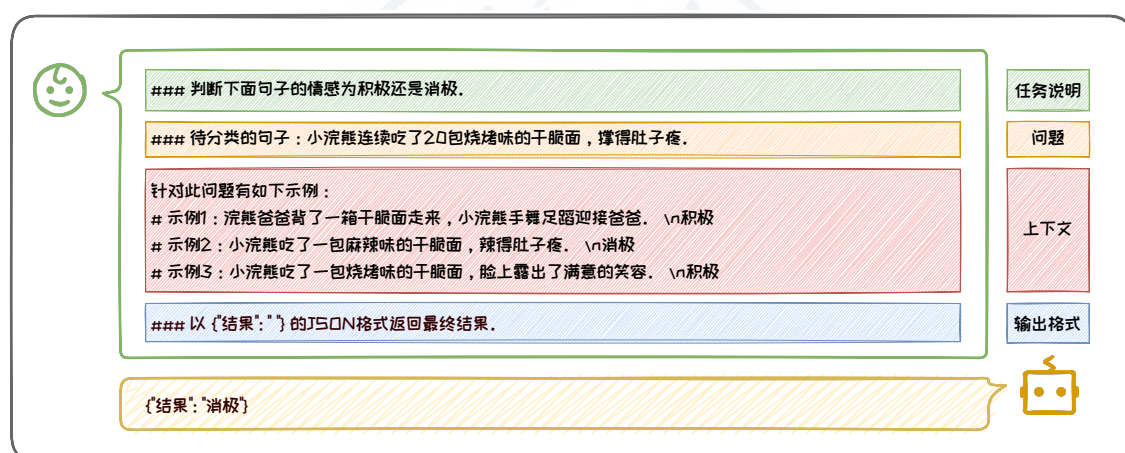 ### 判断下面句子的情感为积极还是消极.
任务说明
### 待分类的句子：小浣熊连续吃了20包烧烤味的干脆面，撑得肚子疼.
问题
针对此问题有如下示例：
# 示例1：浣熊爸爸背了一箱干脆面走来，小浣熊手舞足蹈迎接爸爸. \n积极
# 示例2：小浣熊吃了一包麻辣味的干脆面，辣得肚子疼. \n消极
# 示例3：小浣熊吃了一包烧烤味的干脆面，脸上露出了满意的笑容. \n积极
上下文
### 以 {"结果": " "} 的JSON格式返回最终结果.
输出格式
{"结果": "消极"}